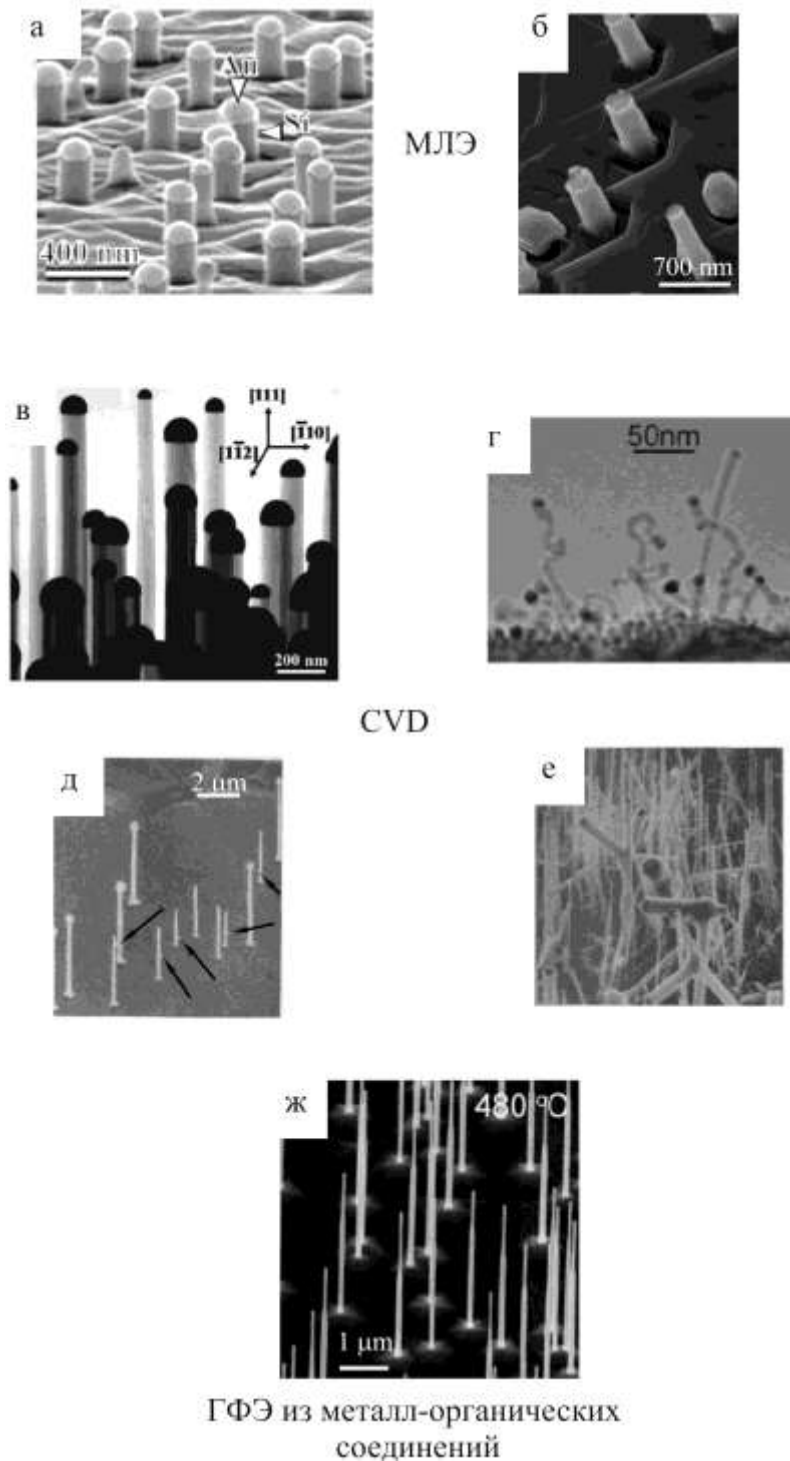 а
Au
Si
400 nm
б
МЛЭ
700 nm
в
[111]
[1̄10]
[11̄2]
200 nm
г
50nm
CVD
д
2 μm
е
ж
480 °C
1 μm
ГФЭ из металл-органических
соединений